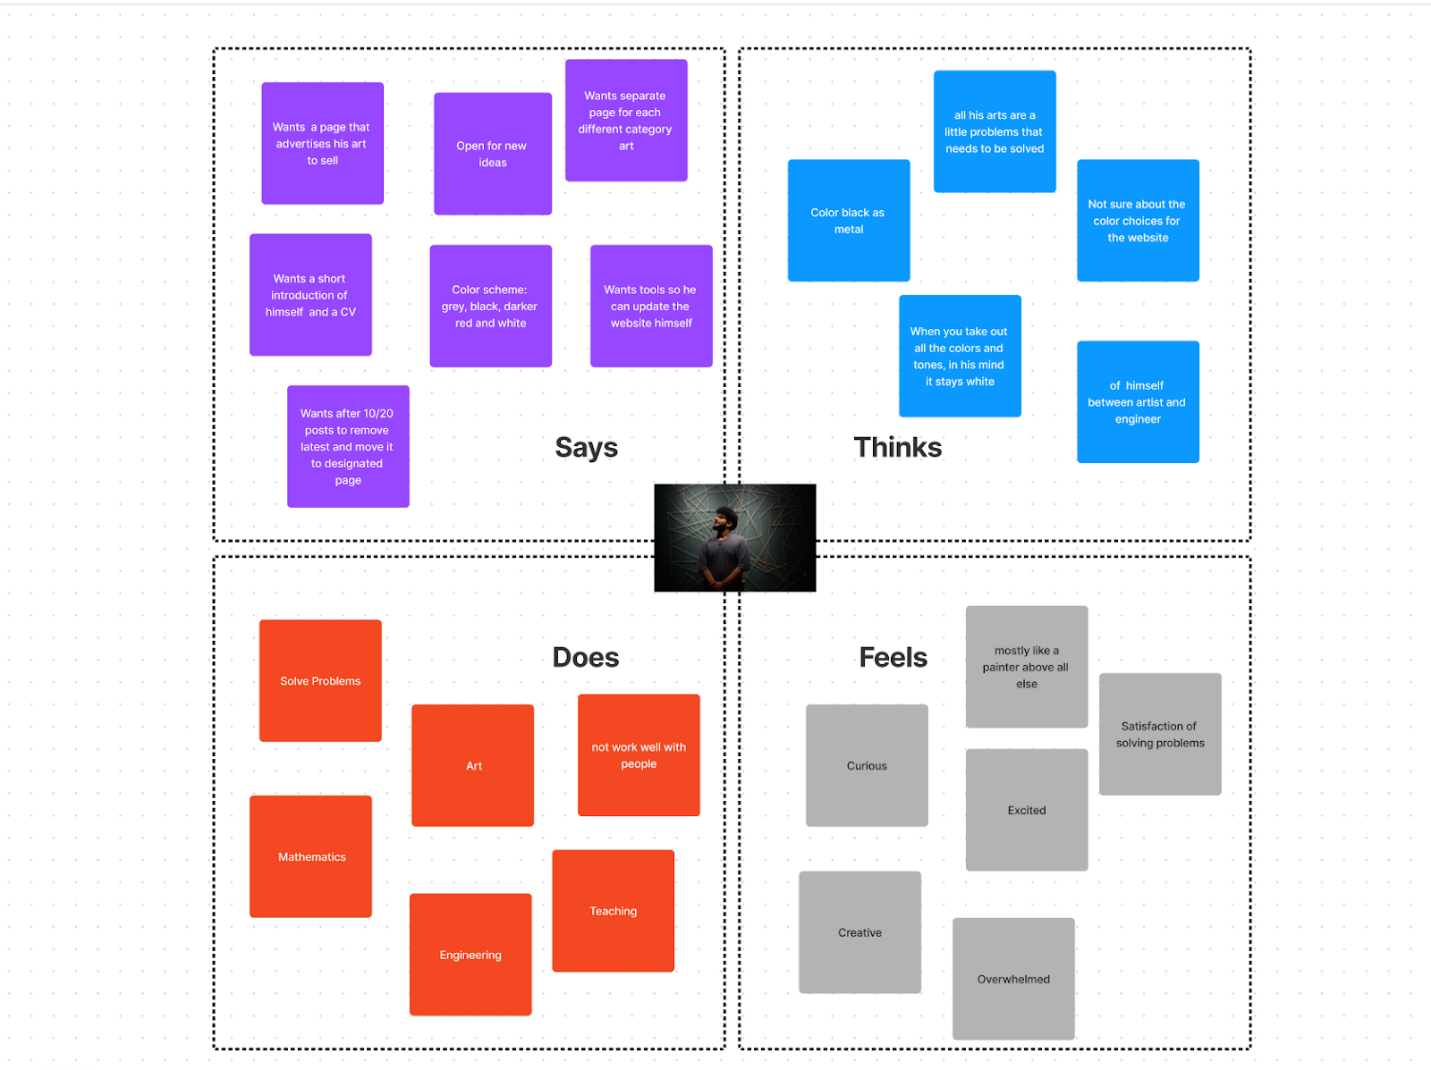 Wants a page that
advertises his art
to sell
Open for new
ideas
Wants separate
page for each
different category
art
Wants a short
introduction of
himself and a CV
Color scheme:
grey, black, darker
red and white
Wants tools so he
can update the
website himself
Wants after 10/20
posts to remove
latest and move it
to designated
page
Says
all his arts are a
little problems that
needs to be solved
Color black as
metal
Not sure about the
color choices for
the website
When you take out
all the colors and
tones, in his mind
it stays white
of himself
between artist and
engineer
Thinks
Does
Solve Problems
Art
not work well with
people
Mathematics
Engineering
Teaching
Feels
mostly like a
painter above all
else
Satisfaction of
solving problems
Curious
Excited
Creative
Overwhelmed